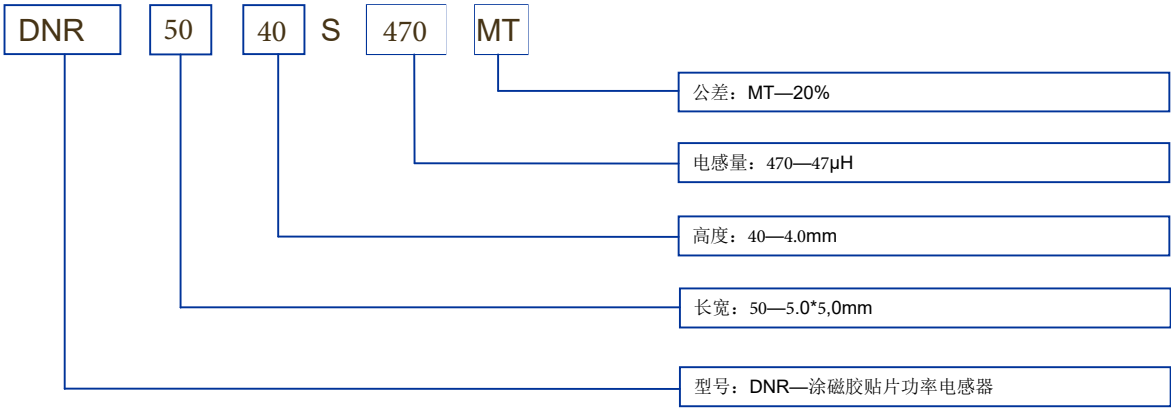 DNR 50 40 S 470 MT
公差：MT—20%
电感量：470—47μH
高度：40—4.0mm
长宽：50—5.0*5,0mm
型号：DNR—涂磁胶贴片功率电感器